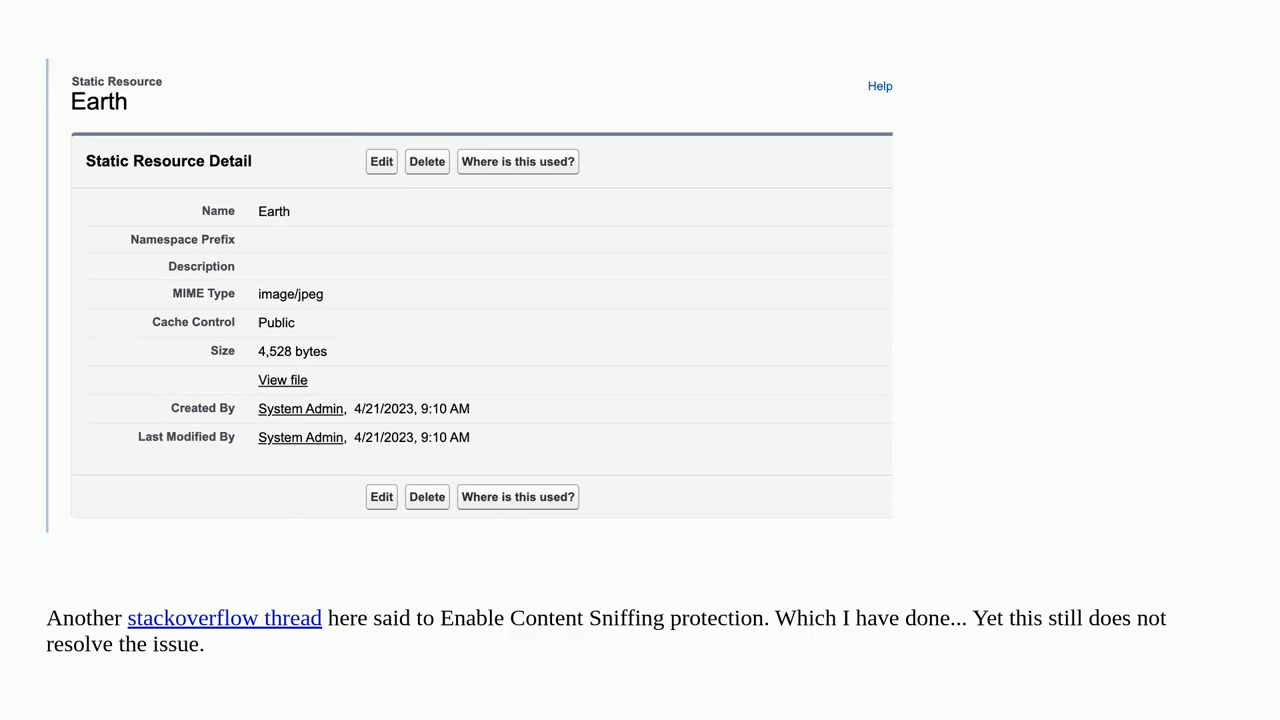 Static Resource
Help
Earth
Static Resource Detail Edit Delete Where is this used?
Name Earth
Namespace Prefix
Description
MIME Type image/jpeg
Cache Control Public
Size 4,528 bytes
View file
Created By System Admin, 4/21/2023, 9:10 AM
Last Modified By System Admin, 4/21/2023, 9:10 AM
Edit Delete Where is this used?
Another stackoverflow thread here said to Enable Content Sniffing protection. Which I have done... Yet this still does not
resolve the issue.